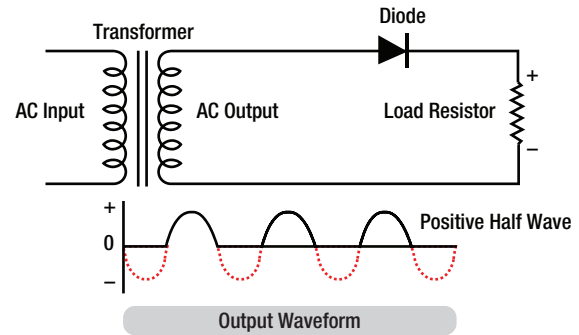 Diode
Transformer
+
AC Input
AC Output
Load Resistor
–
+
Positive Half Wave
0
–
Output Waveform